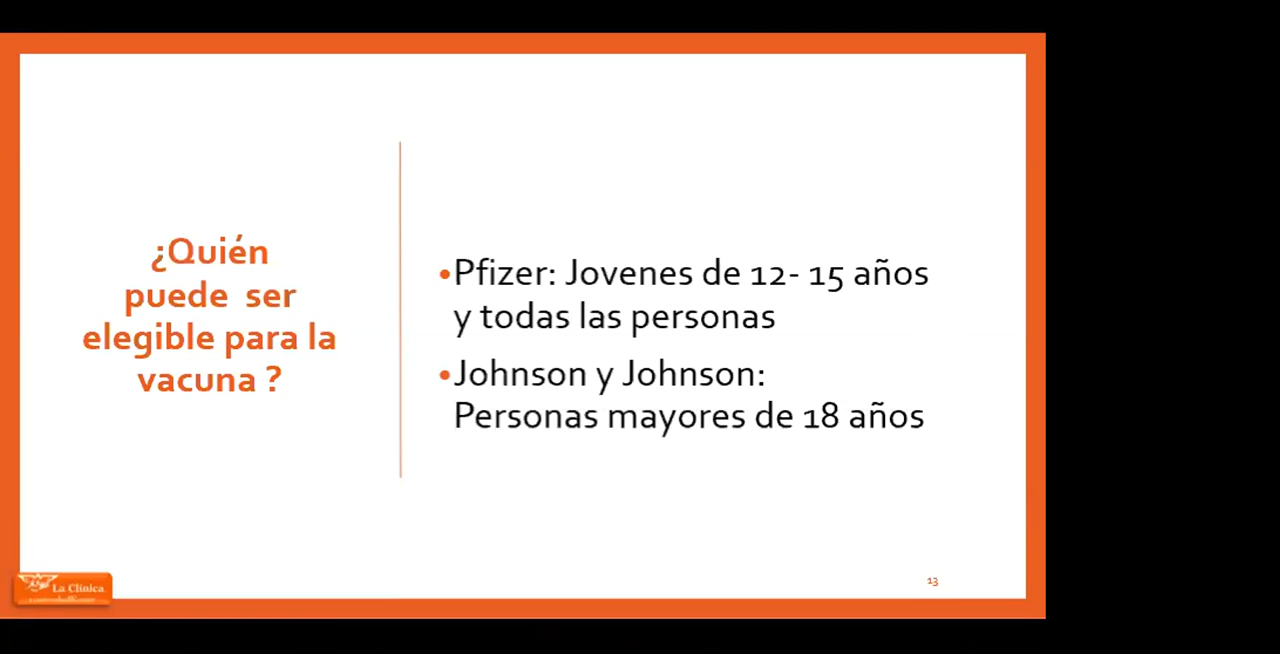 ¿Quién
puede ser
elegible para la
vacuna ?
•Pfizer: Jovenes de 12- 15 años
y todas las personas
•Johnson y Johnson:
Personas mayores de 18 años
La Clínica
13